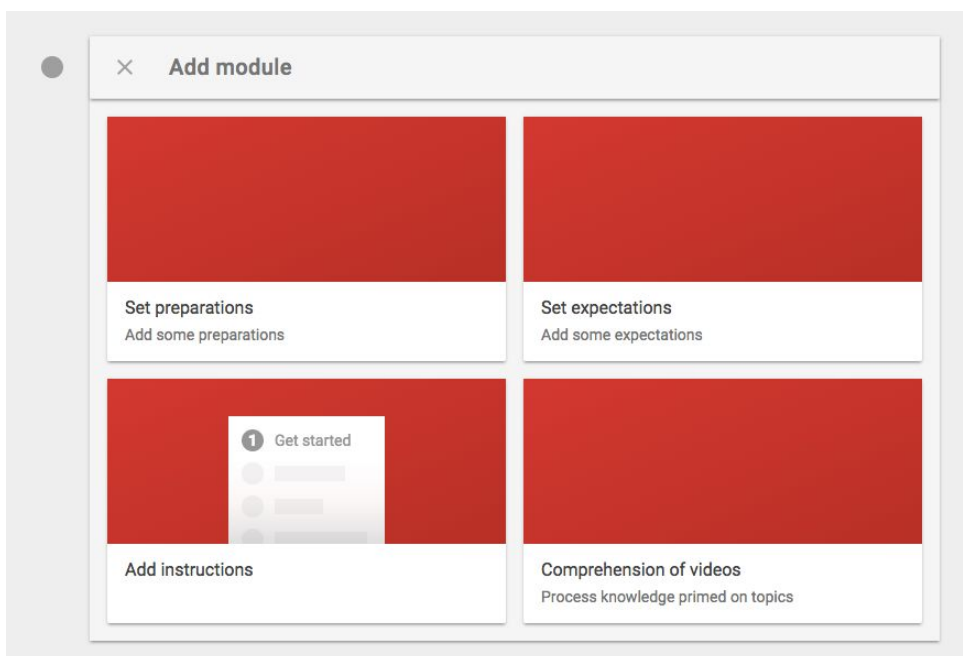 Add module
Set preparations
Add some preparations
Set expectations
Add some expectations
1 Get started
Add instructions
Comprehension of videos
Process knowledge primed on topics